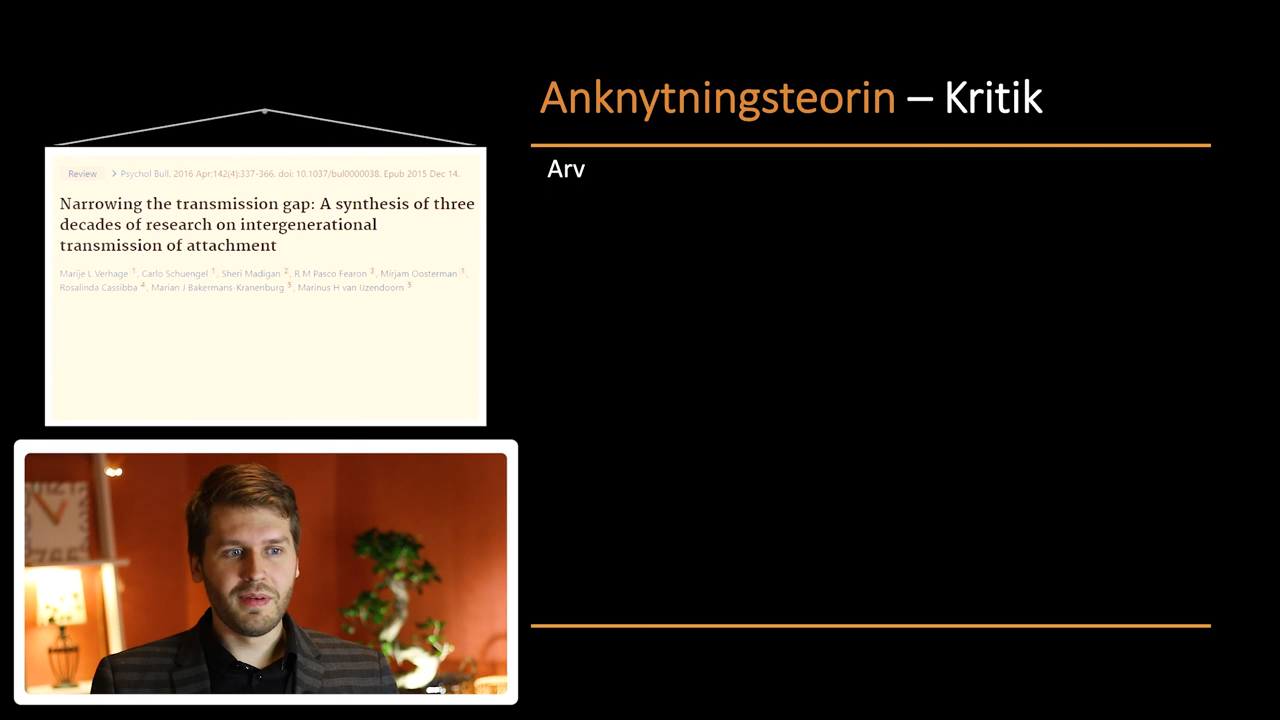 Anknytningsteorin – Kritik
Arv
Review > Psychol Bull. 2016 Apr;142(4):337-366. doi: 10.1037/bul0000038. Epub 2015 Dec 14.
Narrowing the transmission gap: A synthesis of three
decades of research on intergenerational
transmission of attachment
Marije L Verhage 1, Carlo Schuengel 1, Sheri Madigan 2, R M Pasco Fearon 3, Mirjam Oosterman 1,
Rosalinda Cassibba 4, Marian J Bakermans-Kranenburg 5, Marinus H van IJzendoorn 5